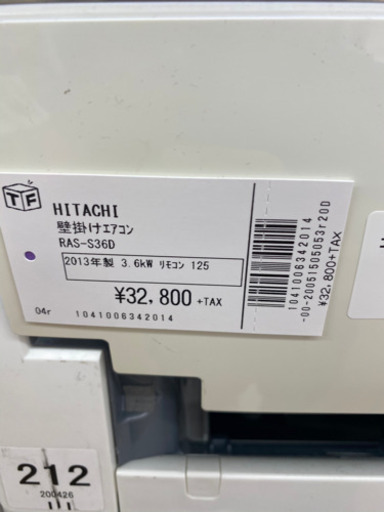 TF
HITACHI
壁掛けエアコン
RAS-S36D
2013年製 3.6kW リモコン 125
¥32,800 +TAX
04r
1041006342014
1041006342014
-00-20051505053r200
¥32,800+TAX
212
200426